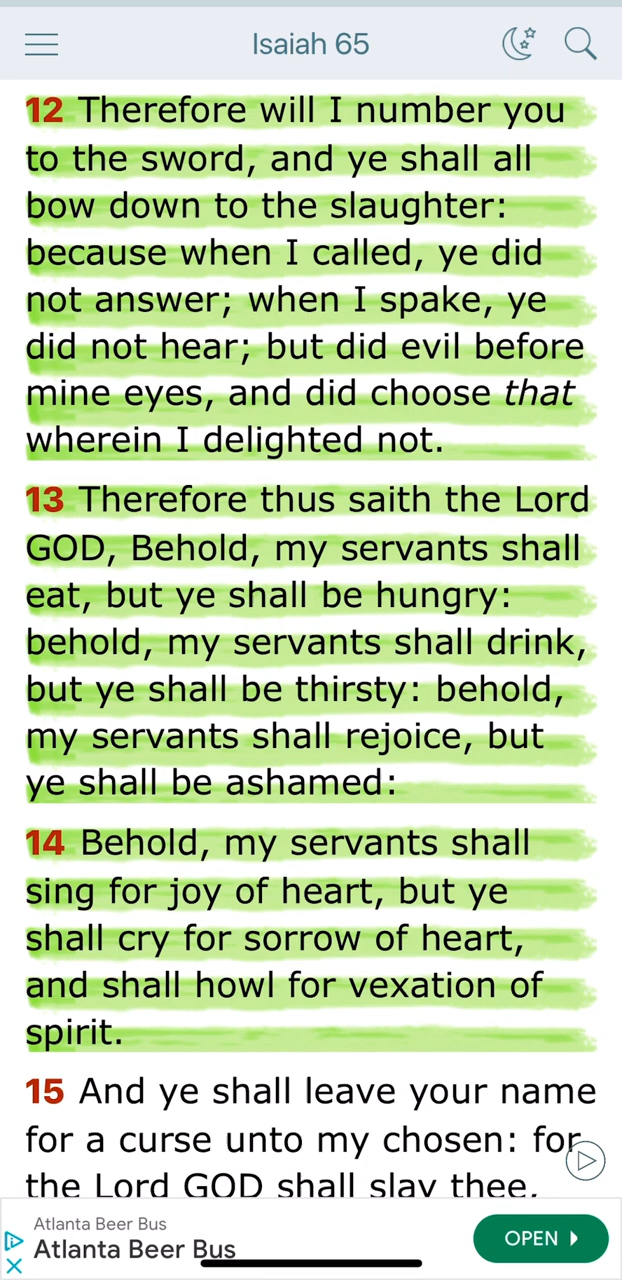 Isaiah 65
12 Therefore will I number you
to the sword, and ye shall all
bow down to the slaughter:
because when I called, ye did
not answer; when I spake, ye
did not hear; but did evil before
mine eyes, and did choose that
wherein I delighted not.
13 Therefore thus saith the Lord
GOD, Behold, my servants shall
eat, but ye shall be hungry:
behold, my servants shall drink,
but ye shall be thirsty: behold,
my servants shall rejoice, but
ye shall be ashamed:
14 Behold, my servants shall
sing for joy of heart, but ye
shall cry for sorrow of heart,
and shall howl for vexation of
spirit.
15 And ye shall leave your name
for a curse unto my chosen: for
the Lord GOD shall slay thee,
Atlanta Beer Bus
Atlanta Beer Bus
OPEN